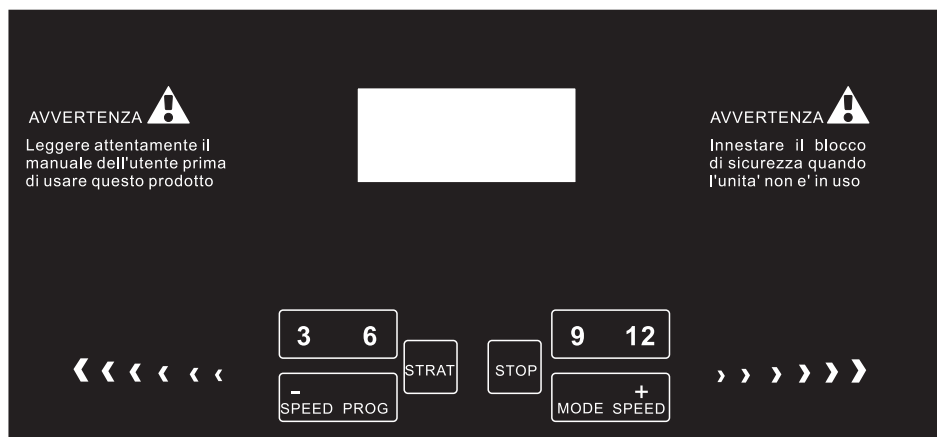 AVVERTENZA
Leggere attentamente il
manuale dell'utente prima
di usare questo prodotto
AVVERTENZA
Innestare il blocco
di sicurezza quando
l'unita' non e' in uso
3 6
STRAT
-
SPEED PROG
STOP
9 12
+
MODE SPEED